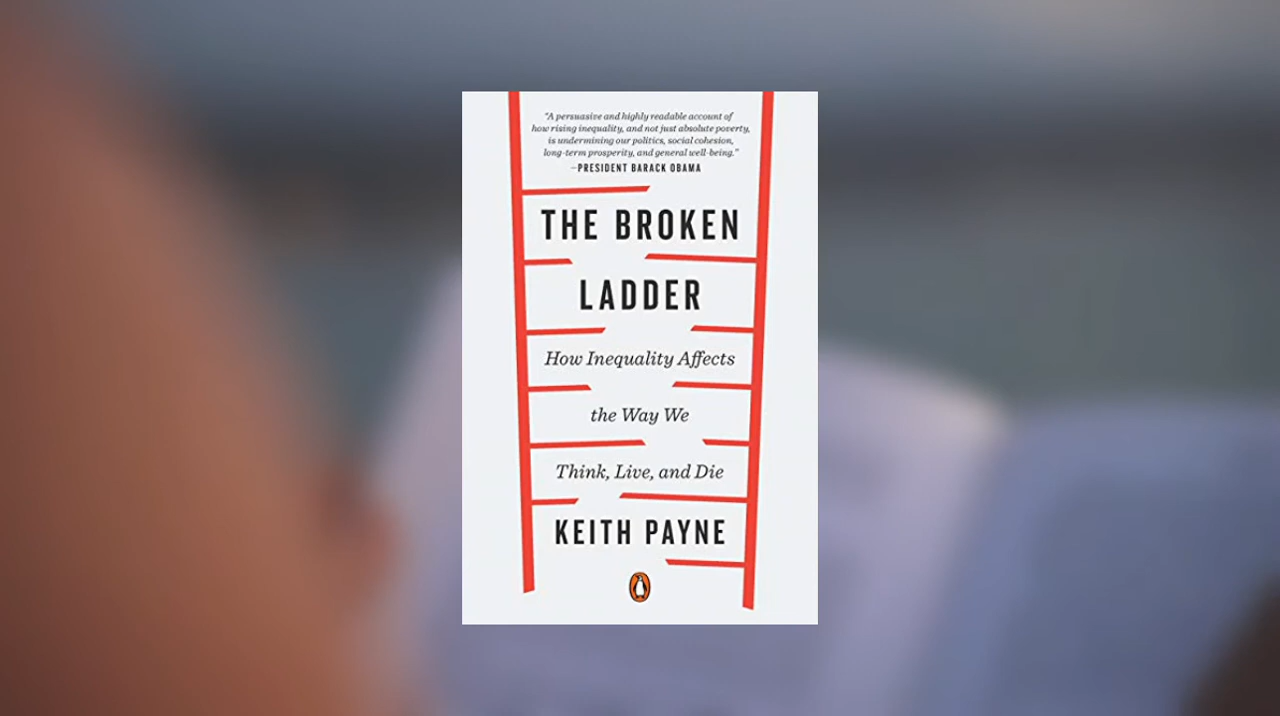 "A persuasive and highly readable account of
how rising inequality, and not just absolute poverty,
is undermining our politics, social cohesion,
long-term prosperity, and general well-being."
—PRESIDENT BARACK OBAMA
THE BROKEN
LADDER
How Inequality Affects
the Way We
Think, Live, and Die
KEITH PAYNE